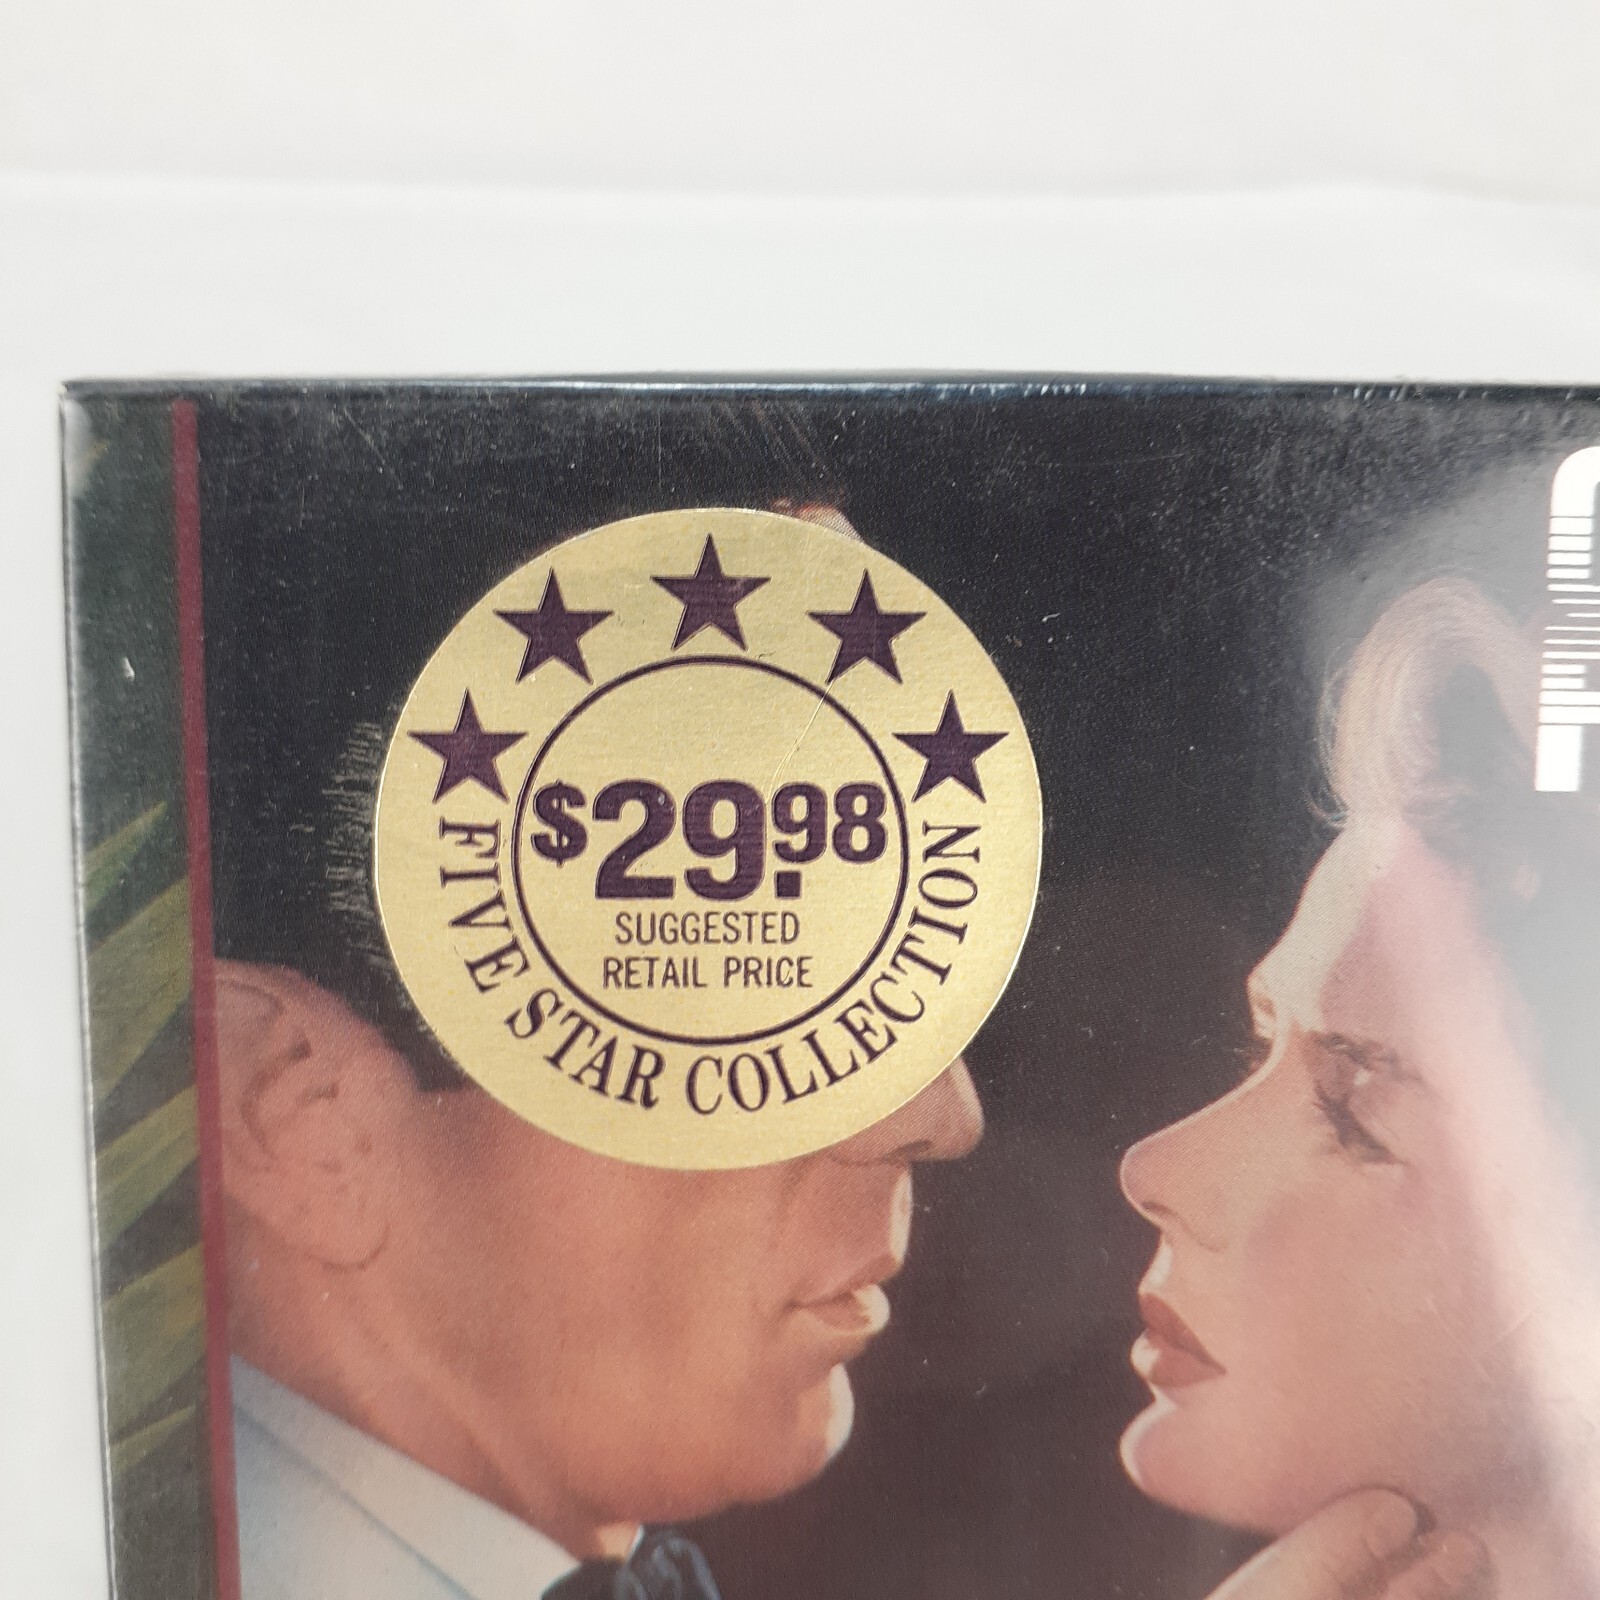 $29.98
SUGGESTED
RETAIL PRICE
FIVE STAR COLLECTION